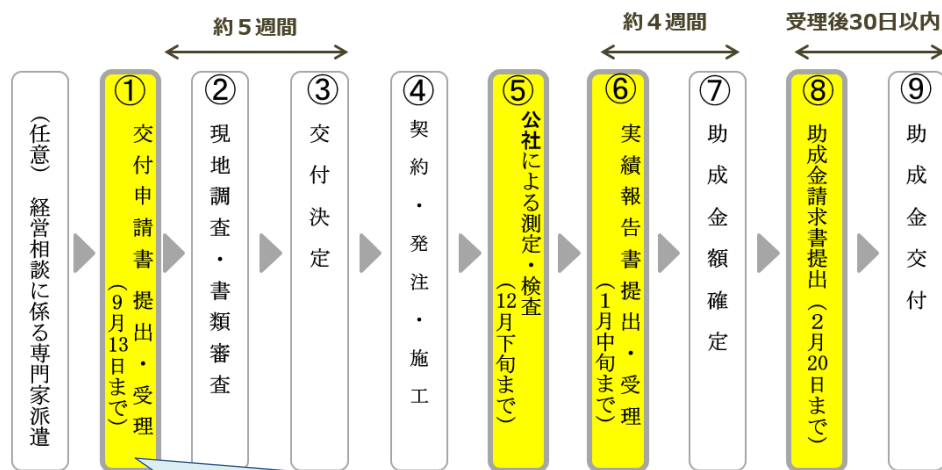 約5週間
約4週間
受理後30日以内
(任意) 経営相談に係る専門家派遣
①
交付申請書 提出・受理
(9月13日まで)
②
現地調査・書類審査
③
交付決定
④
契約・発注・施工
⑤
公社による測定・検査
(12月下旬まで)
⑥
実績報告書提出・受理
(1月中旬まで)
⑦
助成金額確定
⑧
助成金請求書提出(2月20日まで)
⑨
助成金交付